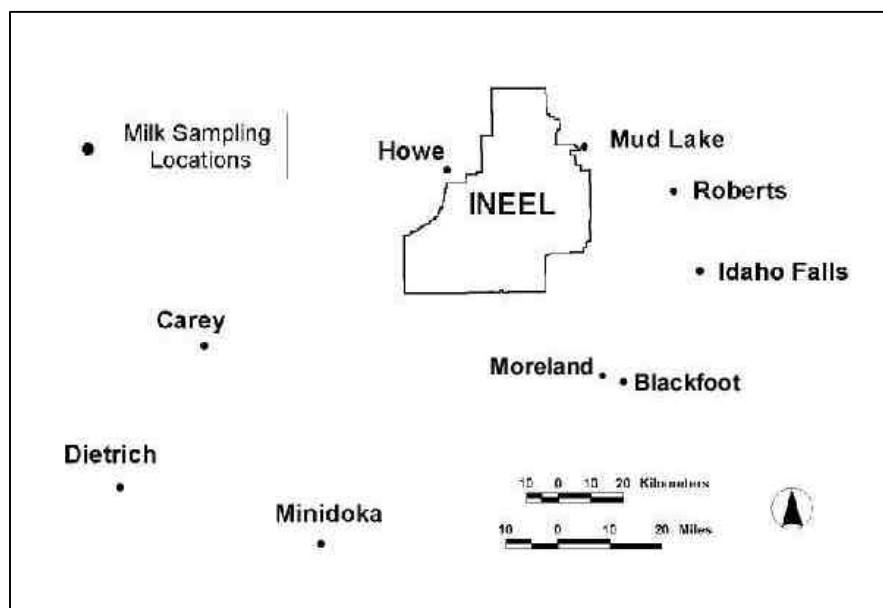 Milk Sampling
Locations
Howe
Mud Lake
INEEL
Roberts
Idaho Falls
Carey
Moreland
Blackfoot
Dietrich
Minidoka
10 0 10 20 Kilometers
10 0 10 20 Miles